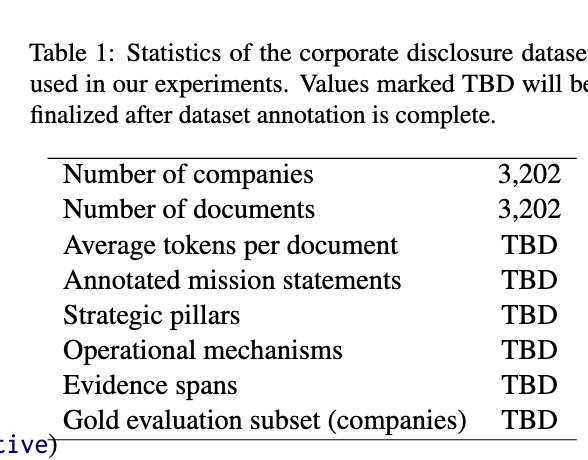 Table 1: Statistics of the corporate disclosure datase
used in our experiments. Values marked TBD will be
finalized after dataset annotation is complete.
Number of companies 3,202
Number of documents 3,202
Average tokens per document TBD
Annotated mission statements TBD
Strategic pillars TBD
Operational mechanisms TBD
Evidence spans TBD
Gold evaluation subset (companies) TBD
tive)